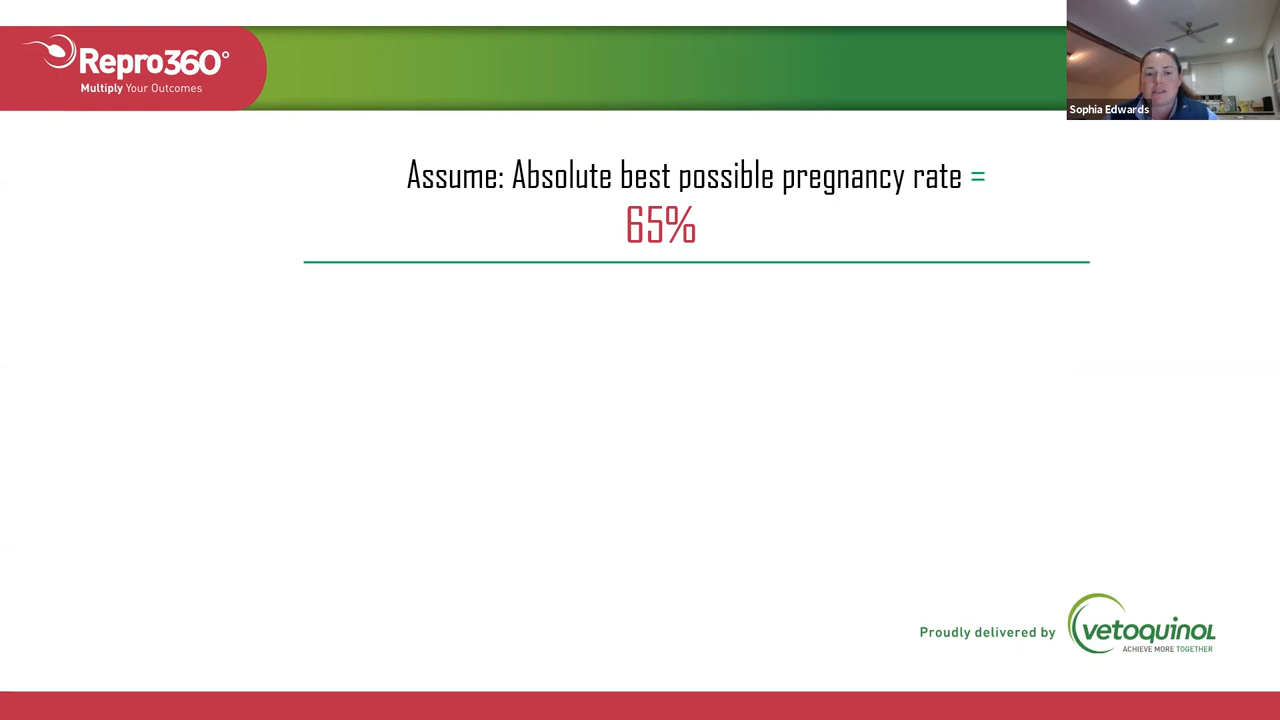 Repro360°
Multiply Your Outcomes
Sophia Edwards
Assume: Absolute best possible pregnancy rate =
65%
Proudly delivered by
vetoquinol
ACHIEVE MORE TOGETHER